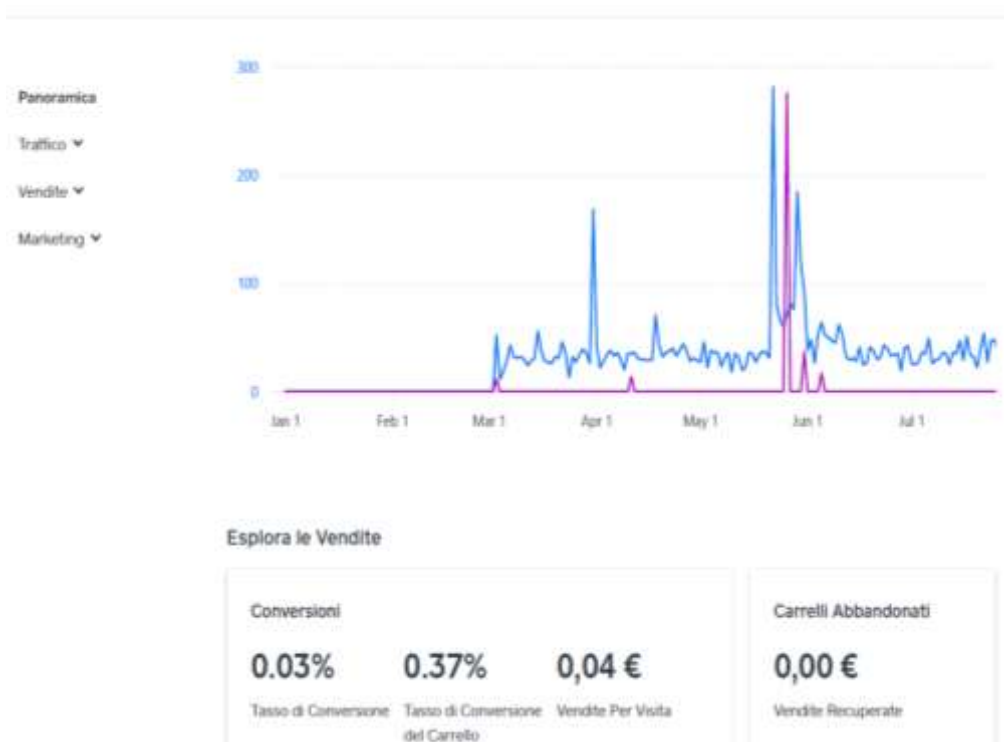 Panoramica
Traffico
Vendite
Marketing
300
200
100
0
Jan 1 Feb 1 Mar 1 Apr 1 May 1 Jun 1 Jul 1
Esplora le Vendite
Conversioni
0.03% 0.37% 0,04 €
Tasso di Conversione Tasso di Conversione Vendite Per Visita
del Carrello
Carrelli Abbandonati
0,00 €
Vendite Recuperate